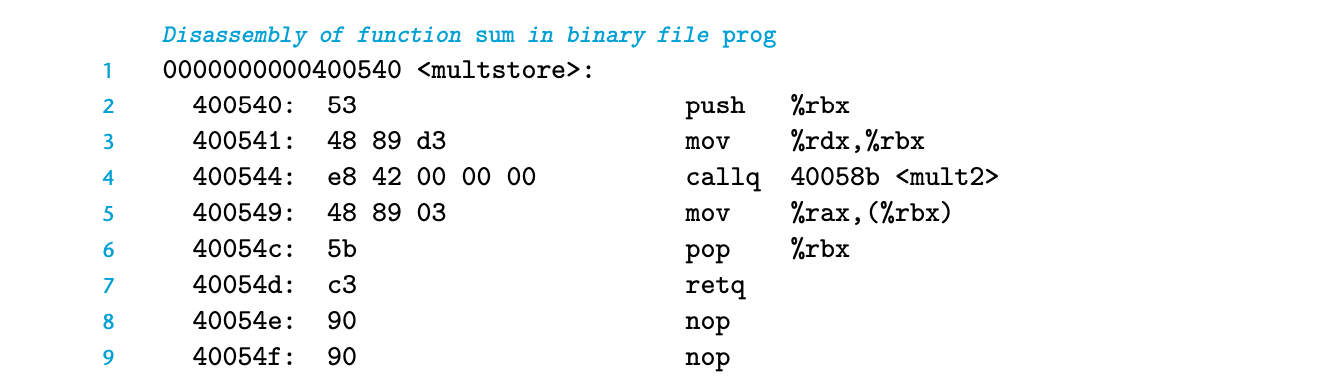 Disassembly of function sum in binary file prog
1 0000000000400540 <multstore>:
2 400540: 53 push %rbx
3 400541: 48 89 d3 mov %rdx,%rbx
4 400544: e8 42 00 00 00 callq 40058b <mult2>
5 400549: 48 89 03 mov %rax,(%rbx)
6 40054c: 5b pop %rbx
7 40054d: c3 retq
8 40054e: 90 nop
9 40054f: 90 nop